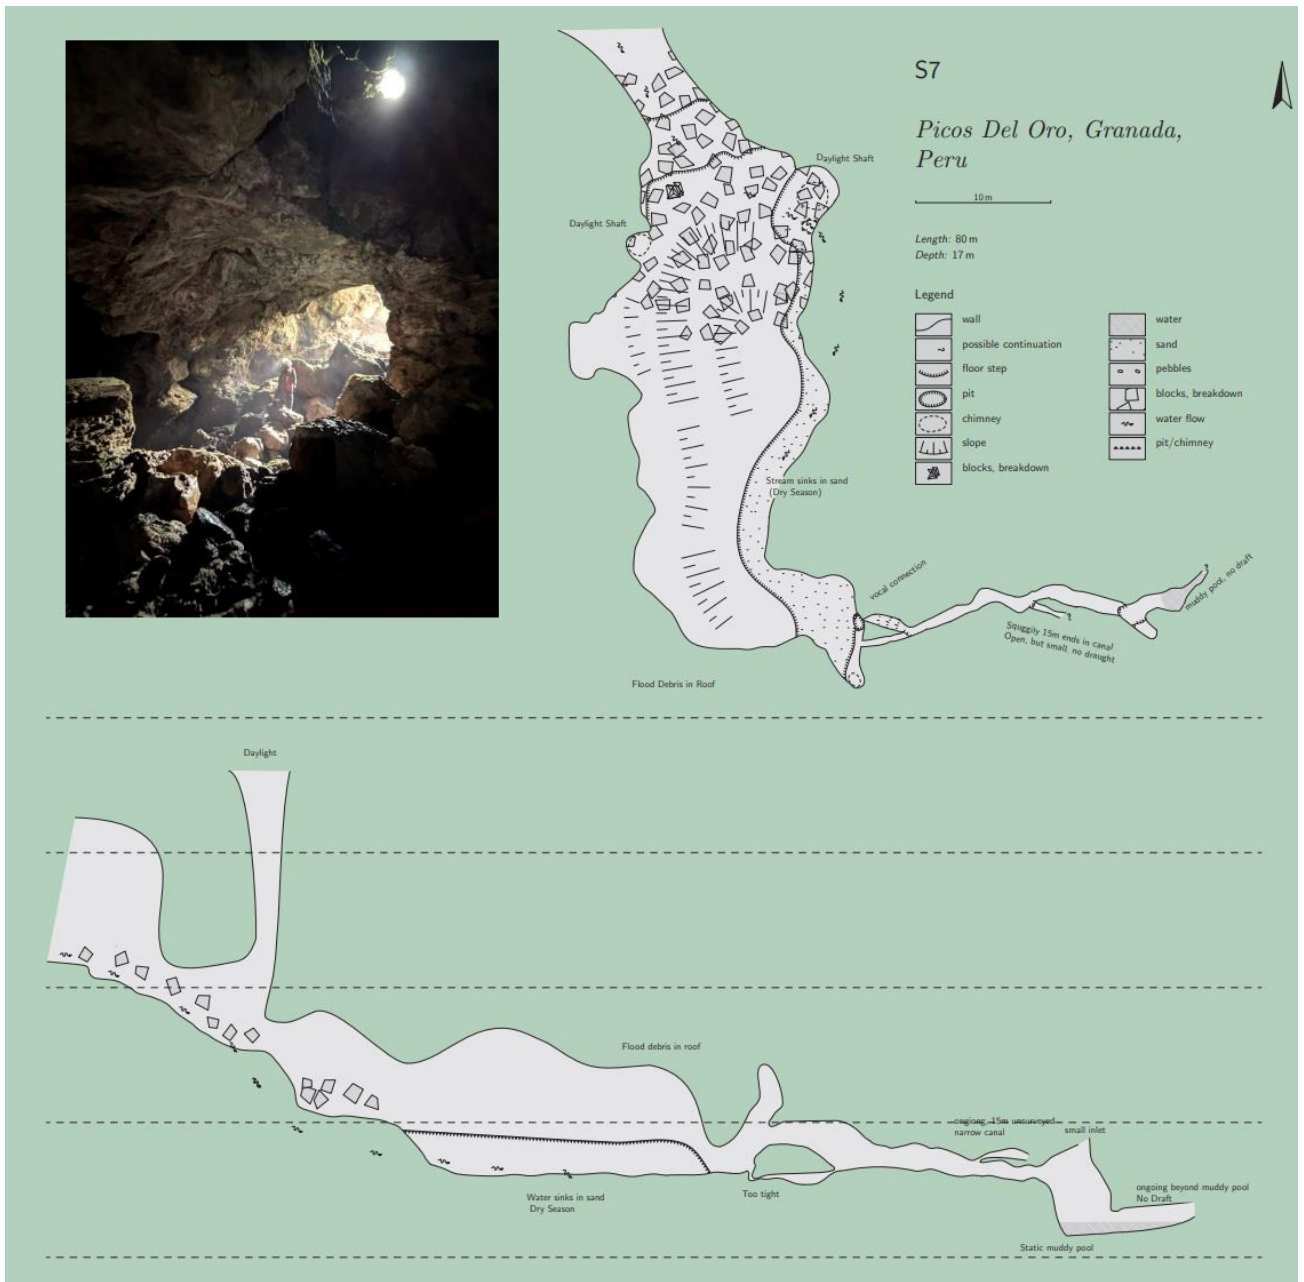 S7
Picos Del Oro, Granada,
Peru
10 m
Length: 80 m
Depth: 17 m
Legend
wall
possible continuation
floor step
pit
chimney
slope
blocks, breakdown
water
sand
pebbles
blocks, breakdown
water flow
pit/chimney
Daylight Shaft
Daylight Shaft
Stream sinks in sand
(Dry Season)
vocal connection
muddy pool, no draft
Squggily 15m ends in canal
Open, but small, no draught
Flood Debris in Roof
Daylight
Flood debris in roof
ongiong, 15m unsurveyed
narrow canal
small inlet
ongoing beyond muddy pool
No Draft
Water sinks in sand
Dry Season
Too tight
Static muddy pool